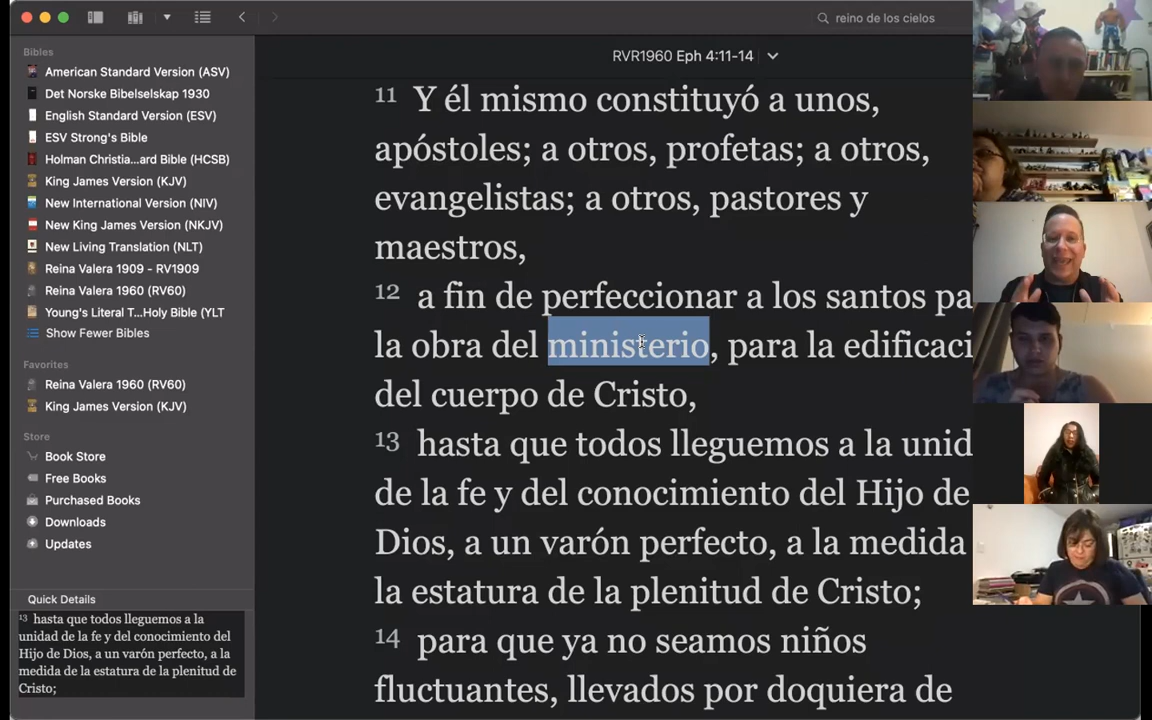 reino de los cielos
Bibles
American Standard Version (ASV)
Det Norske Bibelselskap 1930
English Standard Version (ESV)
ESV Strong's Bible
Holman Christia...ard Bible (HCSB)
King James Version (KJV)
New International Version (NIV)
New King James Version (NKJV)
New Living Translation (NLT)
Reina Valera 1909 - RV1909
Reina Valera 1960 (RV60)
Young's Literal T...Holy Bible (YLT
Show Fewer Bibles
Favorites
Reina Valera 1960 (RV60)
King James Version (KJV)
Store
Book Store
Free Books
Purchased Books
Downloads
Updates
Quick Details
13 hasta que todos lleguemos a la
unidad de la fe y del conocimiento del
Hijo de Dios, a un varón perfecto, a la
medida de la estatura de la plenitud de
Cristo;
RVR1960 Eph 4:11-14
11 Y él mismo constituyó a unos,
apóstoles; a otros, profetas; a otros,
evangelistas; a otros, pastores y
maestros,
12 a fin de perfeccionar a los santos pa
la obra del ministerio, para la edificaci
del cuerpo de Cristo,
13 hasta que todos lleguemos a la unid
de la fe y del conocimiento del Hijo de
Dios, a un varón perfecto, a la medida
la estatura de la plenitud de Cristo;
14 para que ya no seamos niños
fluctuantes, llevados por doquiera de